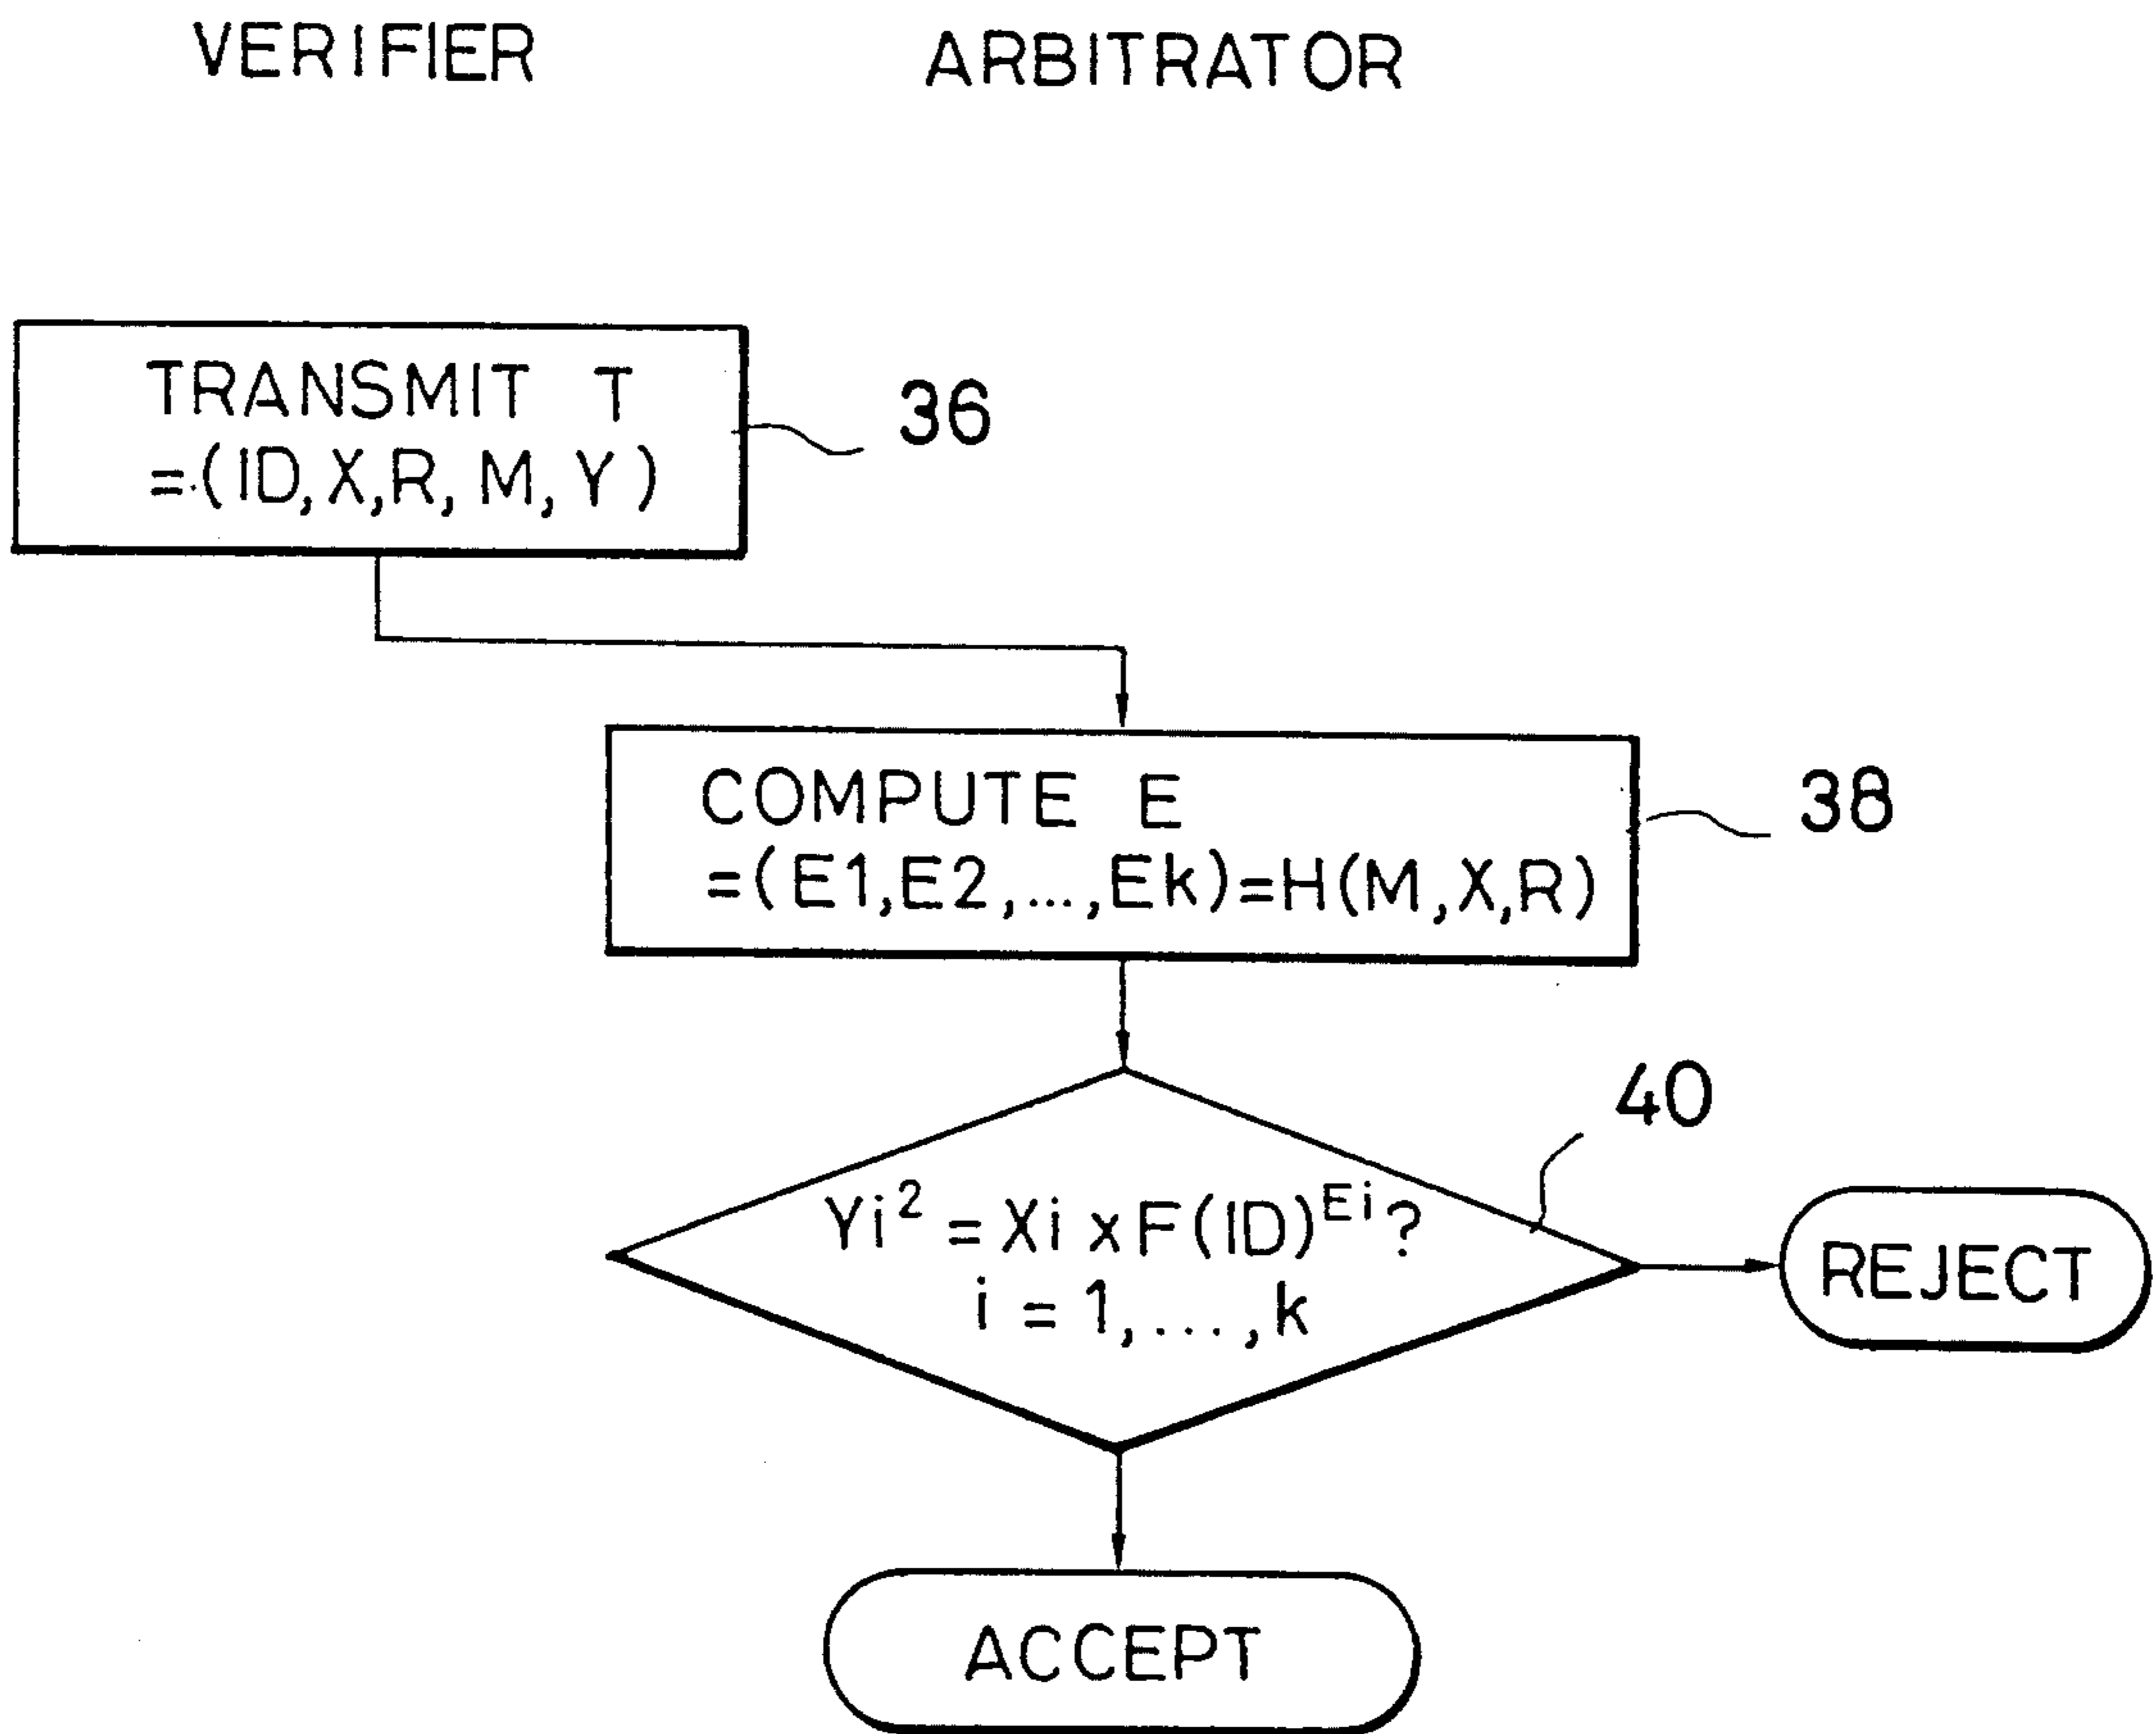 VERIFIER
ARBITRATOR
TRANSMIT T
=(ID,X,R,M,Y)
36
COMPUTE E
=(E1,E2,...,Ek)=H(M,X,R)
38
40
Yi² = Xi x F(ID)^Ei ?
i = 1,...,k
REJECT
ACCEPT